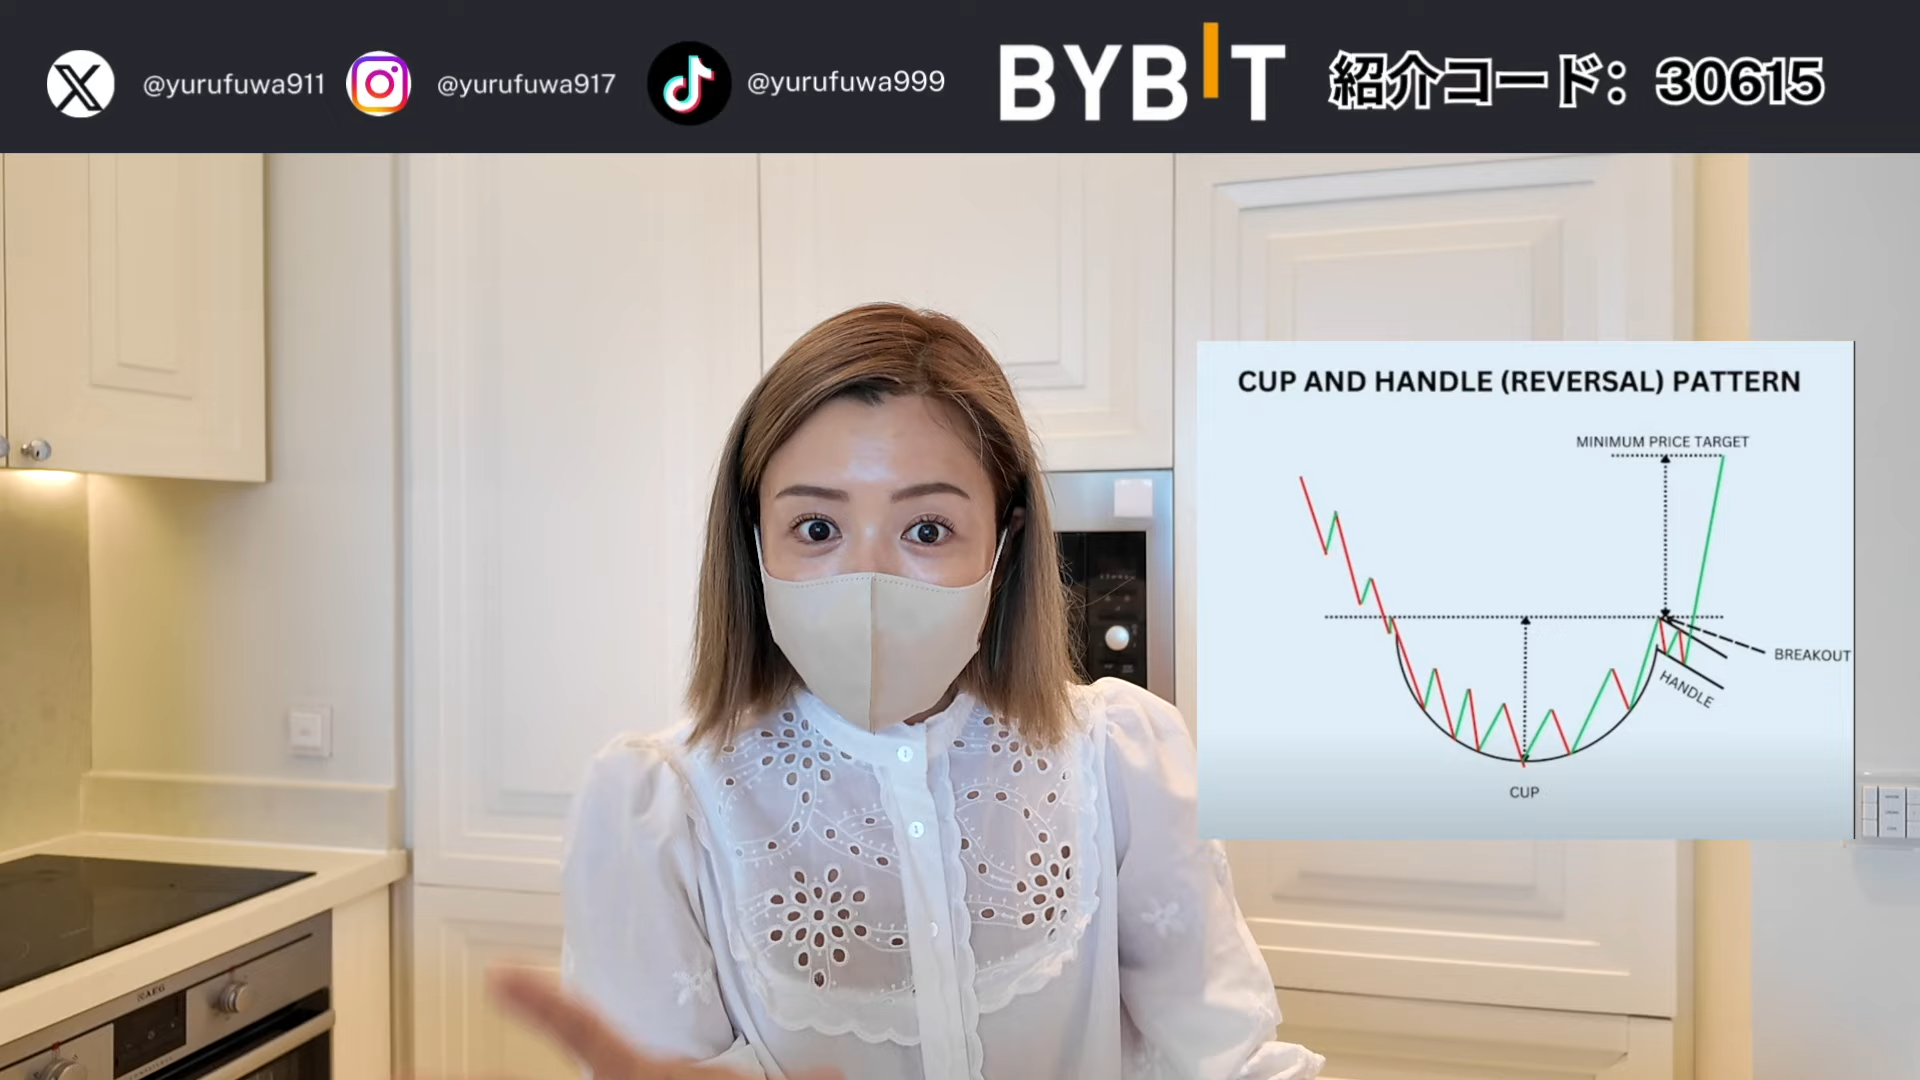 @yurufuwa911 @yurufuwa917 @yurufuwa999 BYBIT 紹介コード：30615
CUP AND HANDLE (REVERSAL) PATTERN
MINIMUM PRICE TARGET
BREAKOUT
HANDLE
CUP
AEG